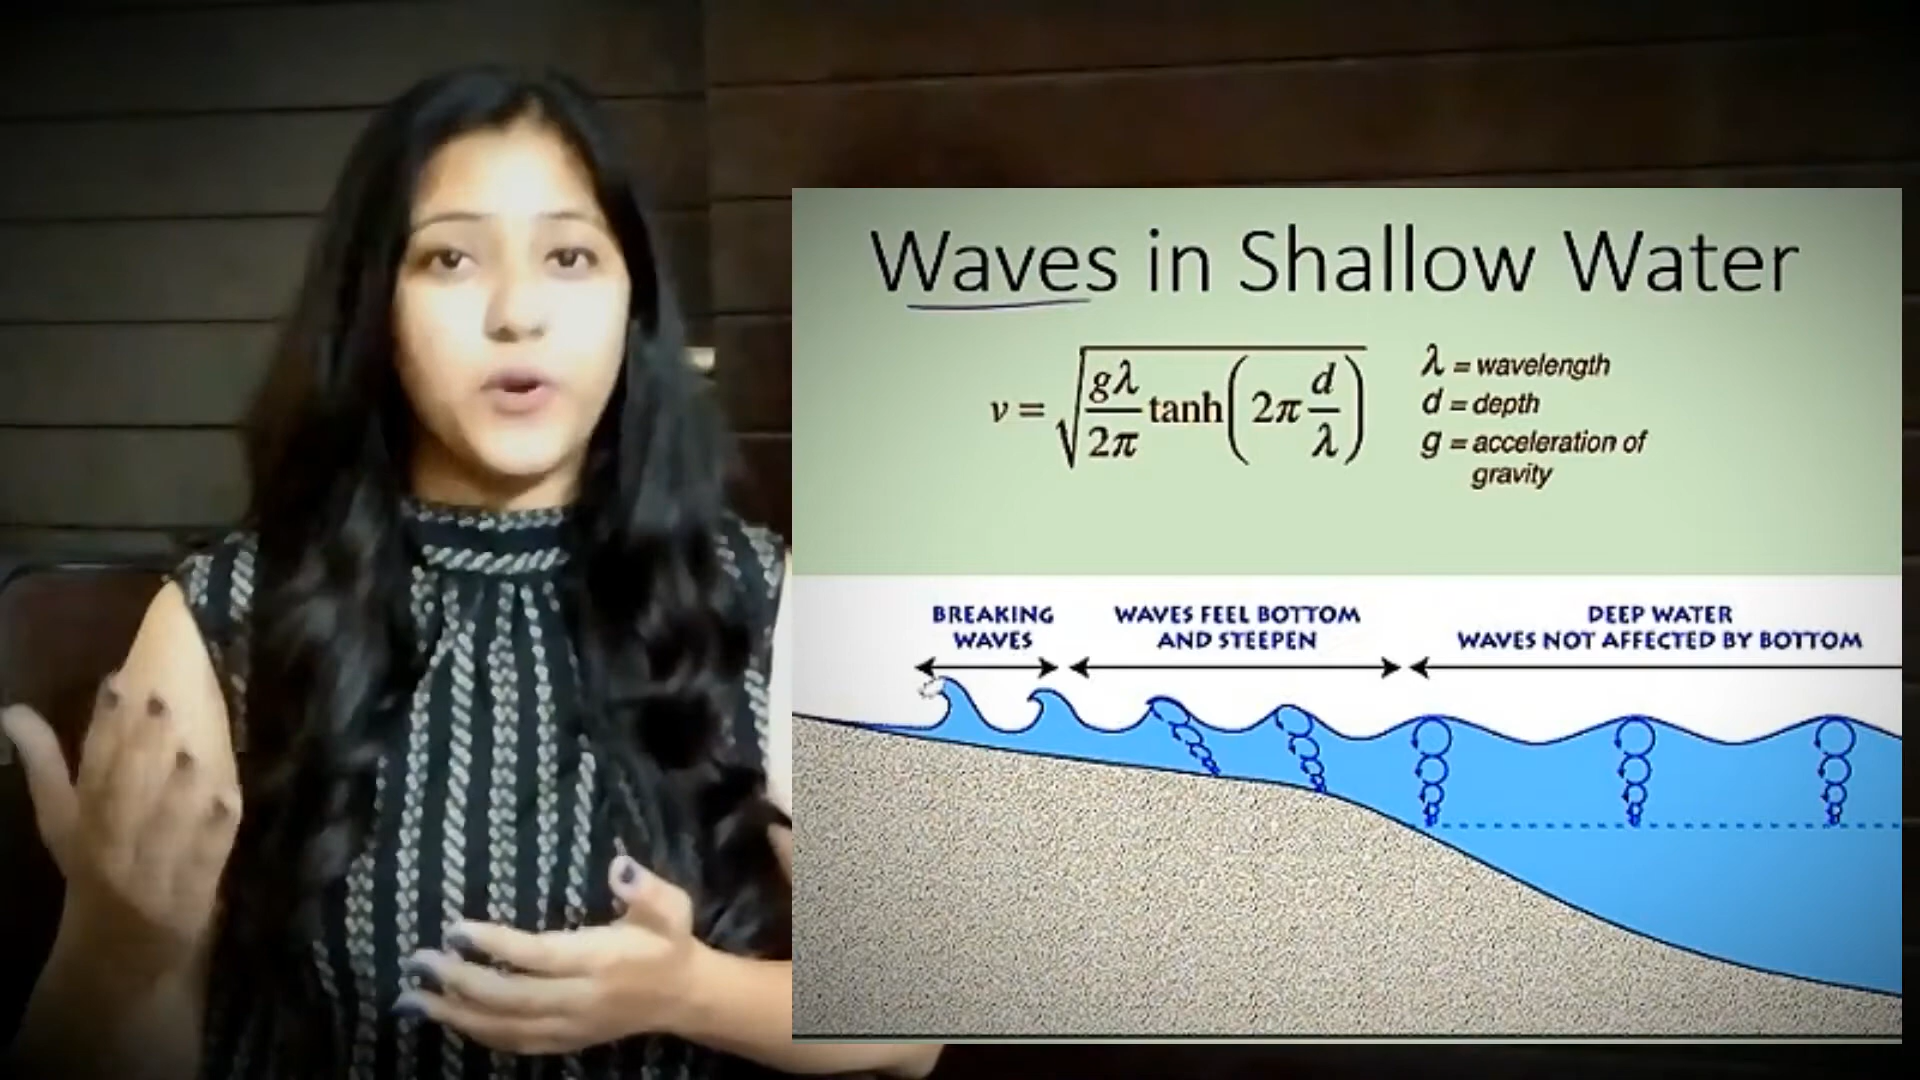 Waves in Shallow Water
v = √(gλ/2π tanh(2π d/λ))
λ = wavelength
d = depth
g = acceleration of
gravity
BREAKING
WAVES
WAVES FEEL BOTTOM
AND STEEPEN
DEEP WATER
WAVES NOT AFFECTED BY BOTTOM